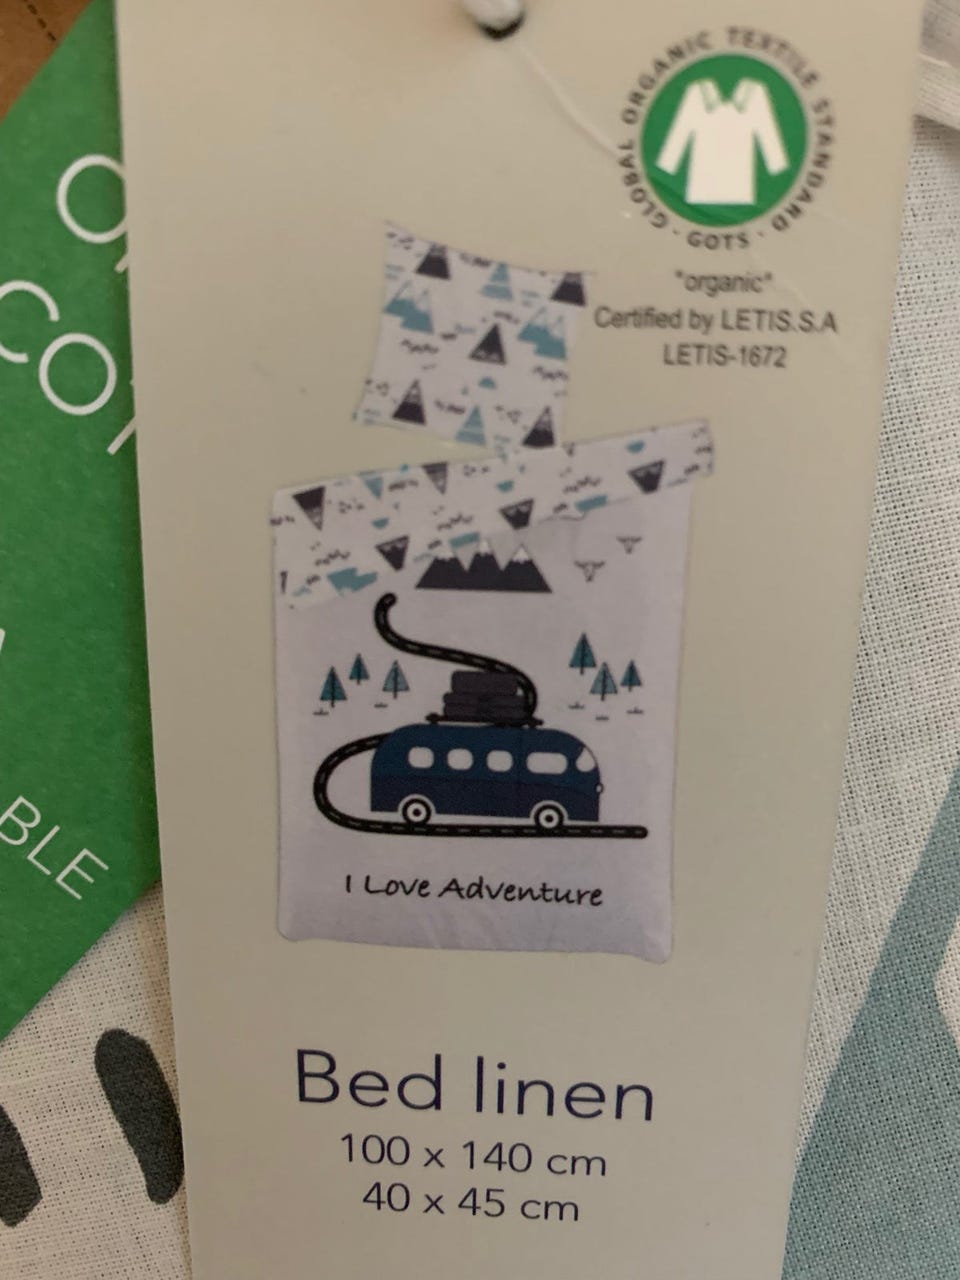 GLOBAL ORGANIC TEXTILE STANDARD · GOTS ·
"organic"
Certified by LETIS.S.A
LETIS-1672
I Love Adventure
Bed linen
100 x 140 cm
40 x 45 cm
BLE